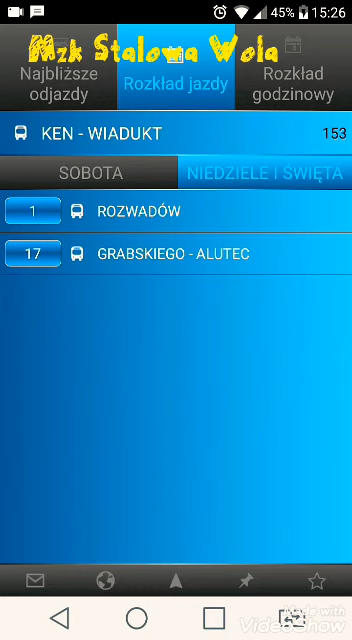 45% 15:26
Mzk Stalowa Wola
Najbliższe odjazdy
Rozkład jazdy
Rozkład godzinowy
KEN - WIADUKT 153
SOBOTA NIEDZIELE I ŚWIĘTA
1 ROZWADÓW
17 GRABSKIEGO - ALUTEC
Made with
VideoShow